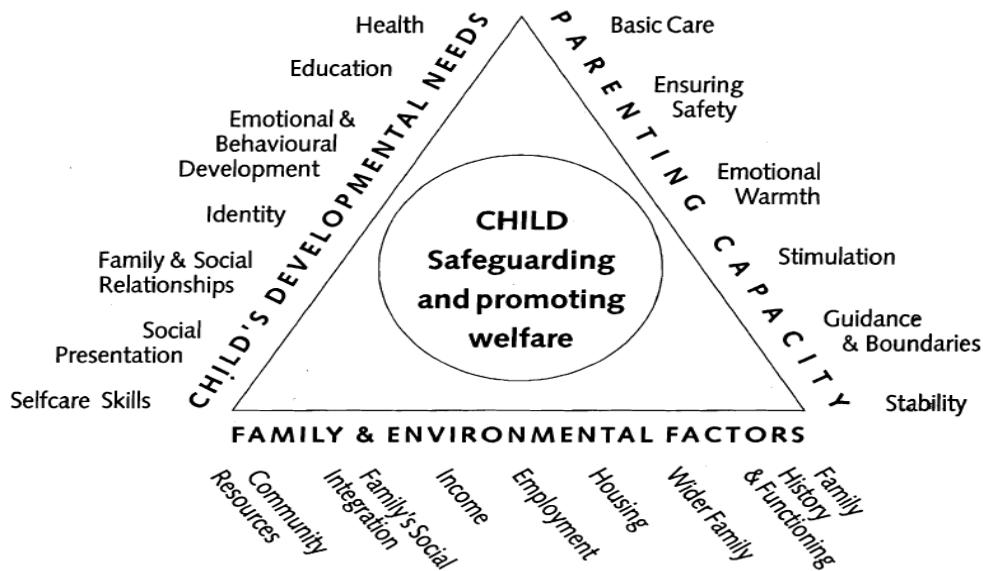 Health
Education
Emotional &
Behavioural
Development
Identity
Family & Social
Relationships
Social
Presentation
Selfcare Skills
CHILD'S DEVELOPMENTAL NEEDS
CHILD
Safeguarding
and promoting
welfare
PARENTING CAPACITY
Basic Care
Ensuring
Safety
Emotional
Warmth
Stimulation
Guidance
& Boundaries
Stability
FAMILY & ENVIRONMENTAL FACTORS
Community
Resources
Family's Social
Integration
Income
Employment
Housing
Wider Family
Family
History
& Functioning